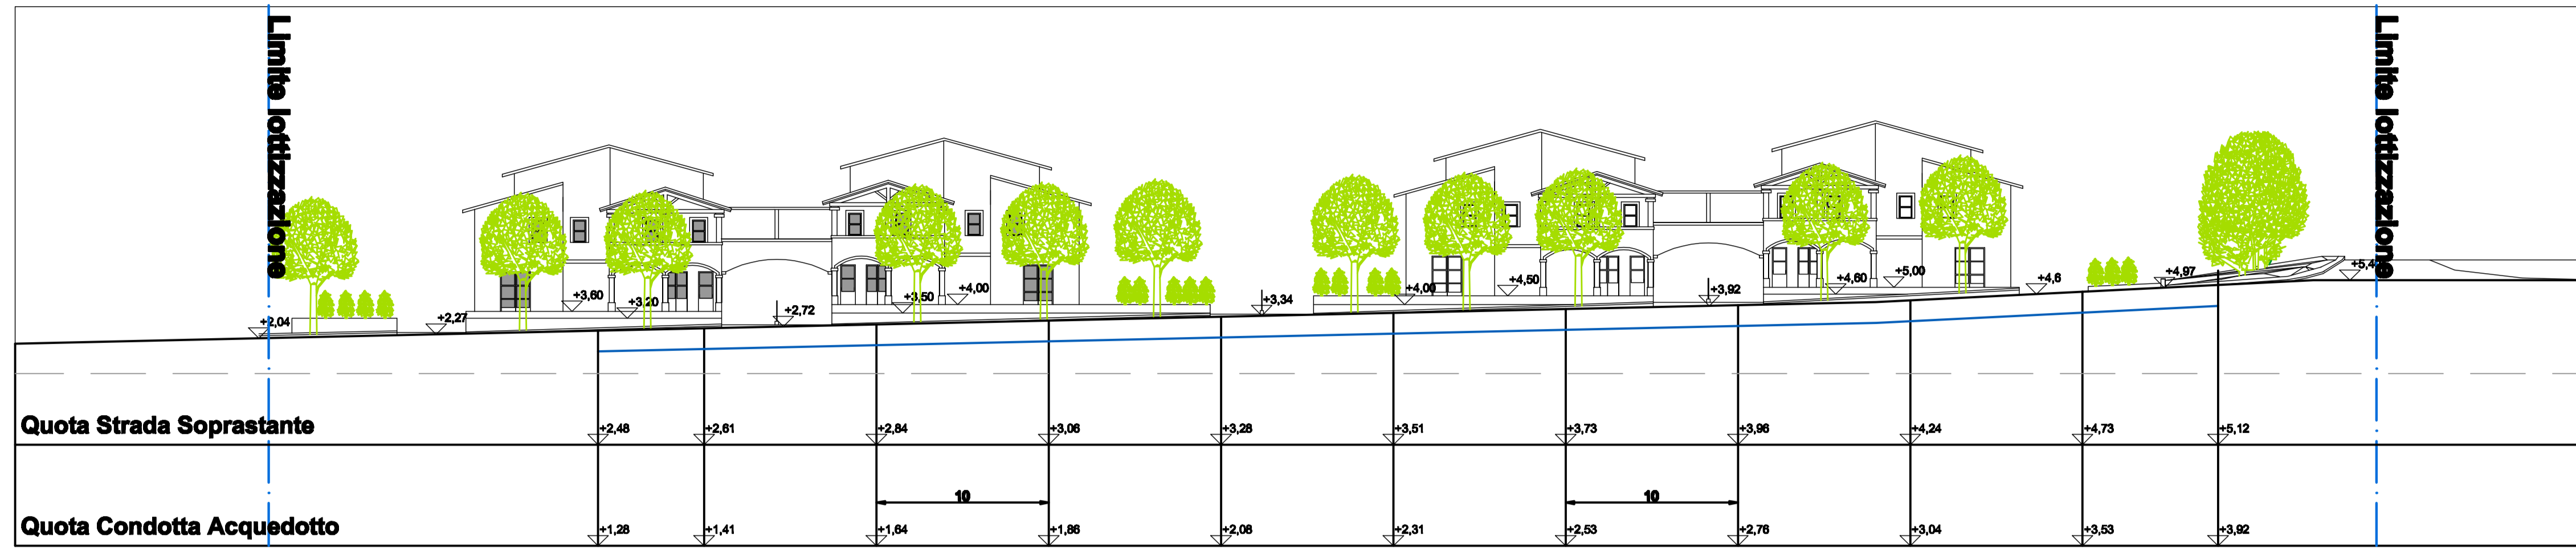 Limite lottizzazione
Limite lottizzazione
+2,04
+2,27
+3,60
+3,20
+2,72
+3,50
+4,00
+3,34
+4,00
+4,50
+3,92
+4,60
+5,00
+4,6
+4,97
Quota Strada Soprastante
+2,48 +2,61 +2,84 +3,06 +3,28 +3,51 +3,73 +3,96 +4,24 +4,73 +5,12
10 10
Quota Condotta Acquedotto
+1,28 +1,41 +1,64 +1,86 +2,08 +2,31 +2,53 +2,76 +3,04 +3,53 +3,92